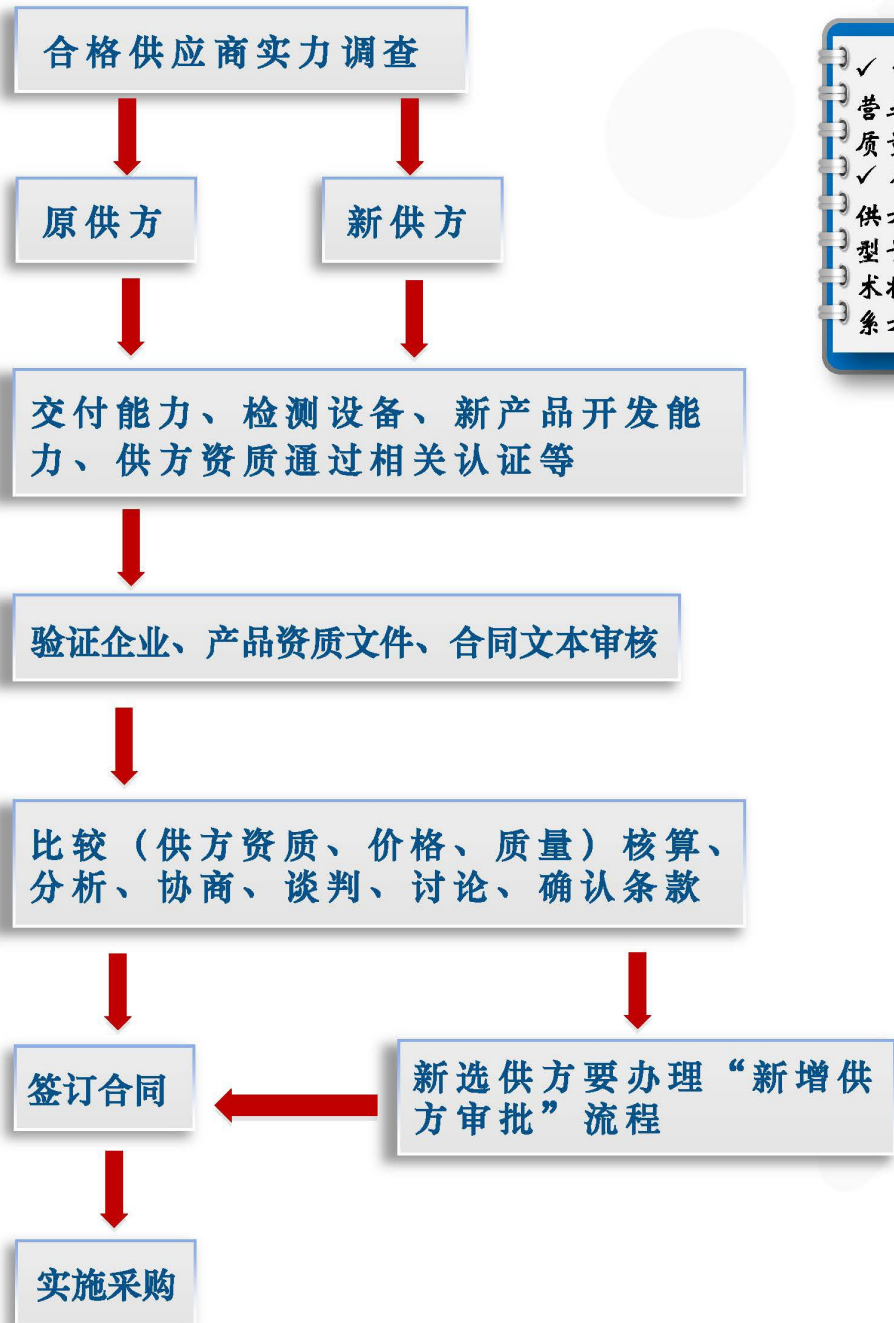 合格供应商实力调查
原供方
新供方
交付能力、检测设备、新产品开发能
力、供方资质通过相关认证等
验证企业、产品资质文件、合同文本审核
比较（供方资质、价格、质量）核算、
分析、协商、谈判、讨论、确认条款
签订合同
新选供方要办理“新增供
方审批”流程
实施采购
✓
营
质
✓
供
型
术
系